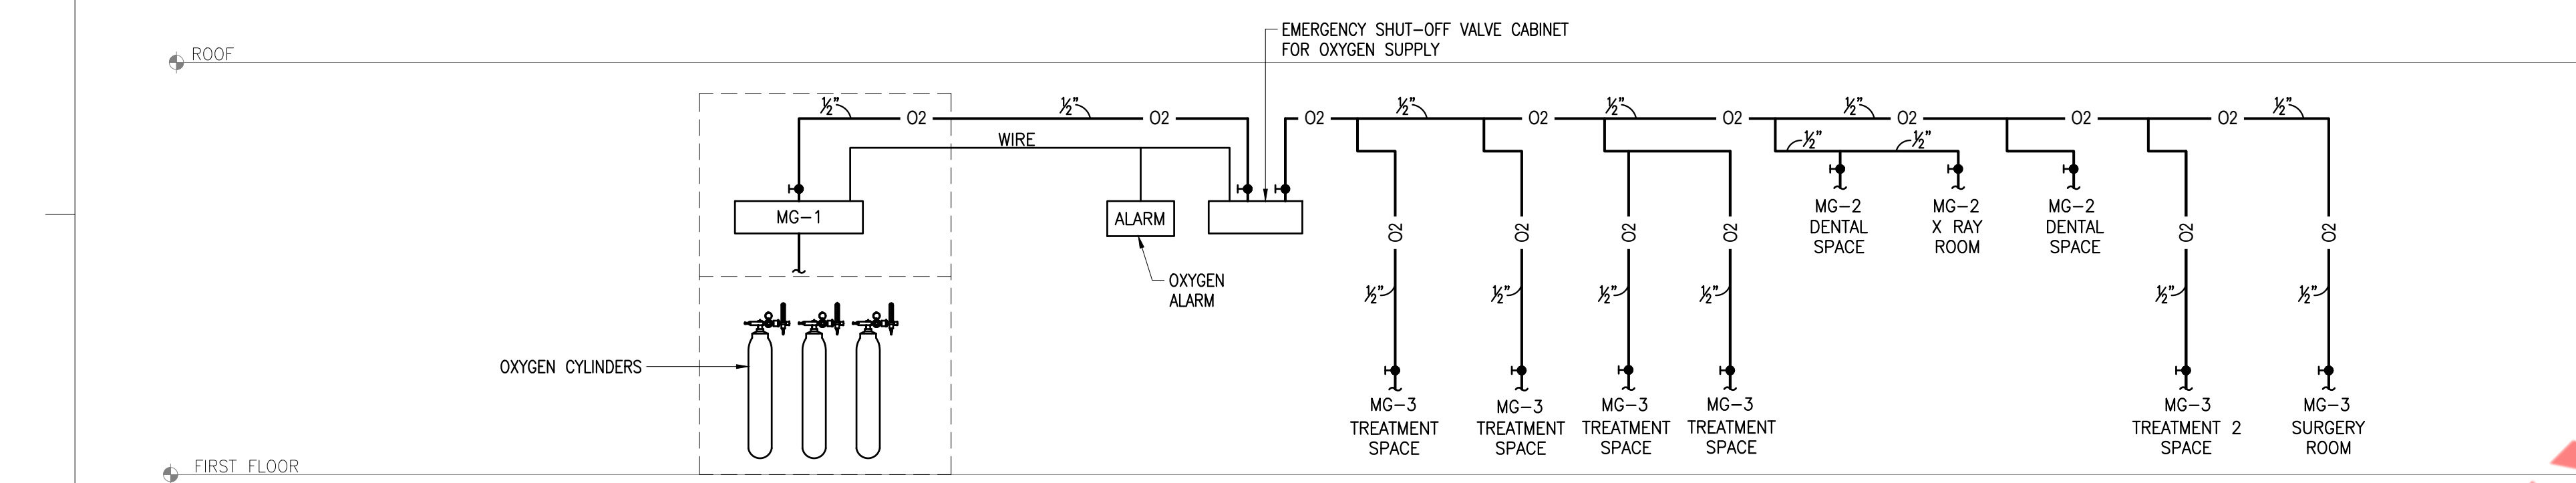 EMERGENCY SHUT-OFF VALVE CABINET
FOR OXYGEN SUPPLY
ROOF
½"
O2
½"
O2
O2
½"
O2
½"
O2
½"
O2
O2
O2
½"
WIRE
½"
½"
MG-1
ALARM
MG-2
DENTAL
SPACE
MG-2
X RAY
ROOM
MG-2
DENTAL
SPACE
O2
O2
O2
O2
O2
O2
OXYGEN
ALARM
½"
½"
½"
½"
½"
½"
OXYGEN CYLINDERS
MG-3
TREATMENT
SPACE
MG-3
TREATMENT
SPACE
MG-3
TREATMENT
SPACE
MG-3
TREATMENT
SPACE
MG-3
TREATMENT 2
SPACE
MG-3
SURGERY
ROOM
FIRST FLOOR